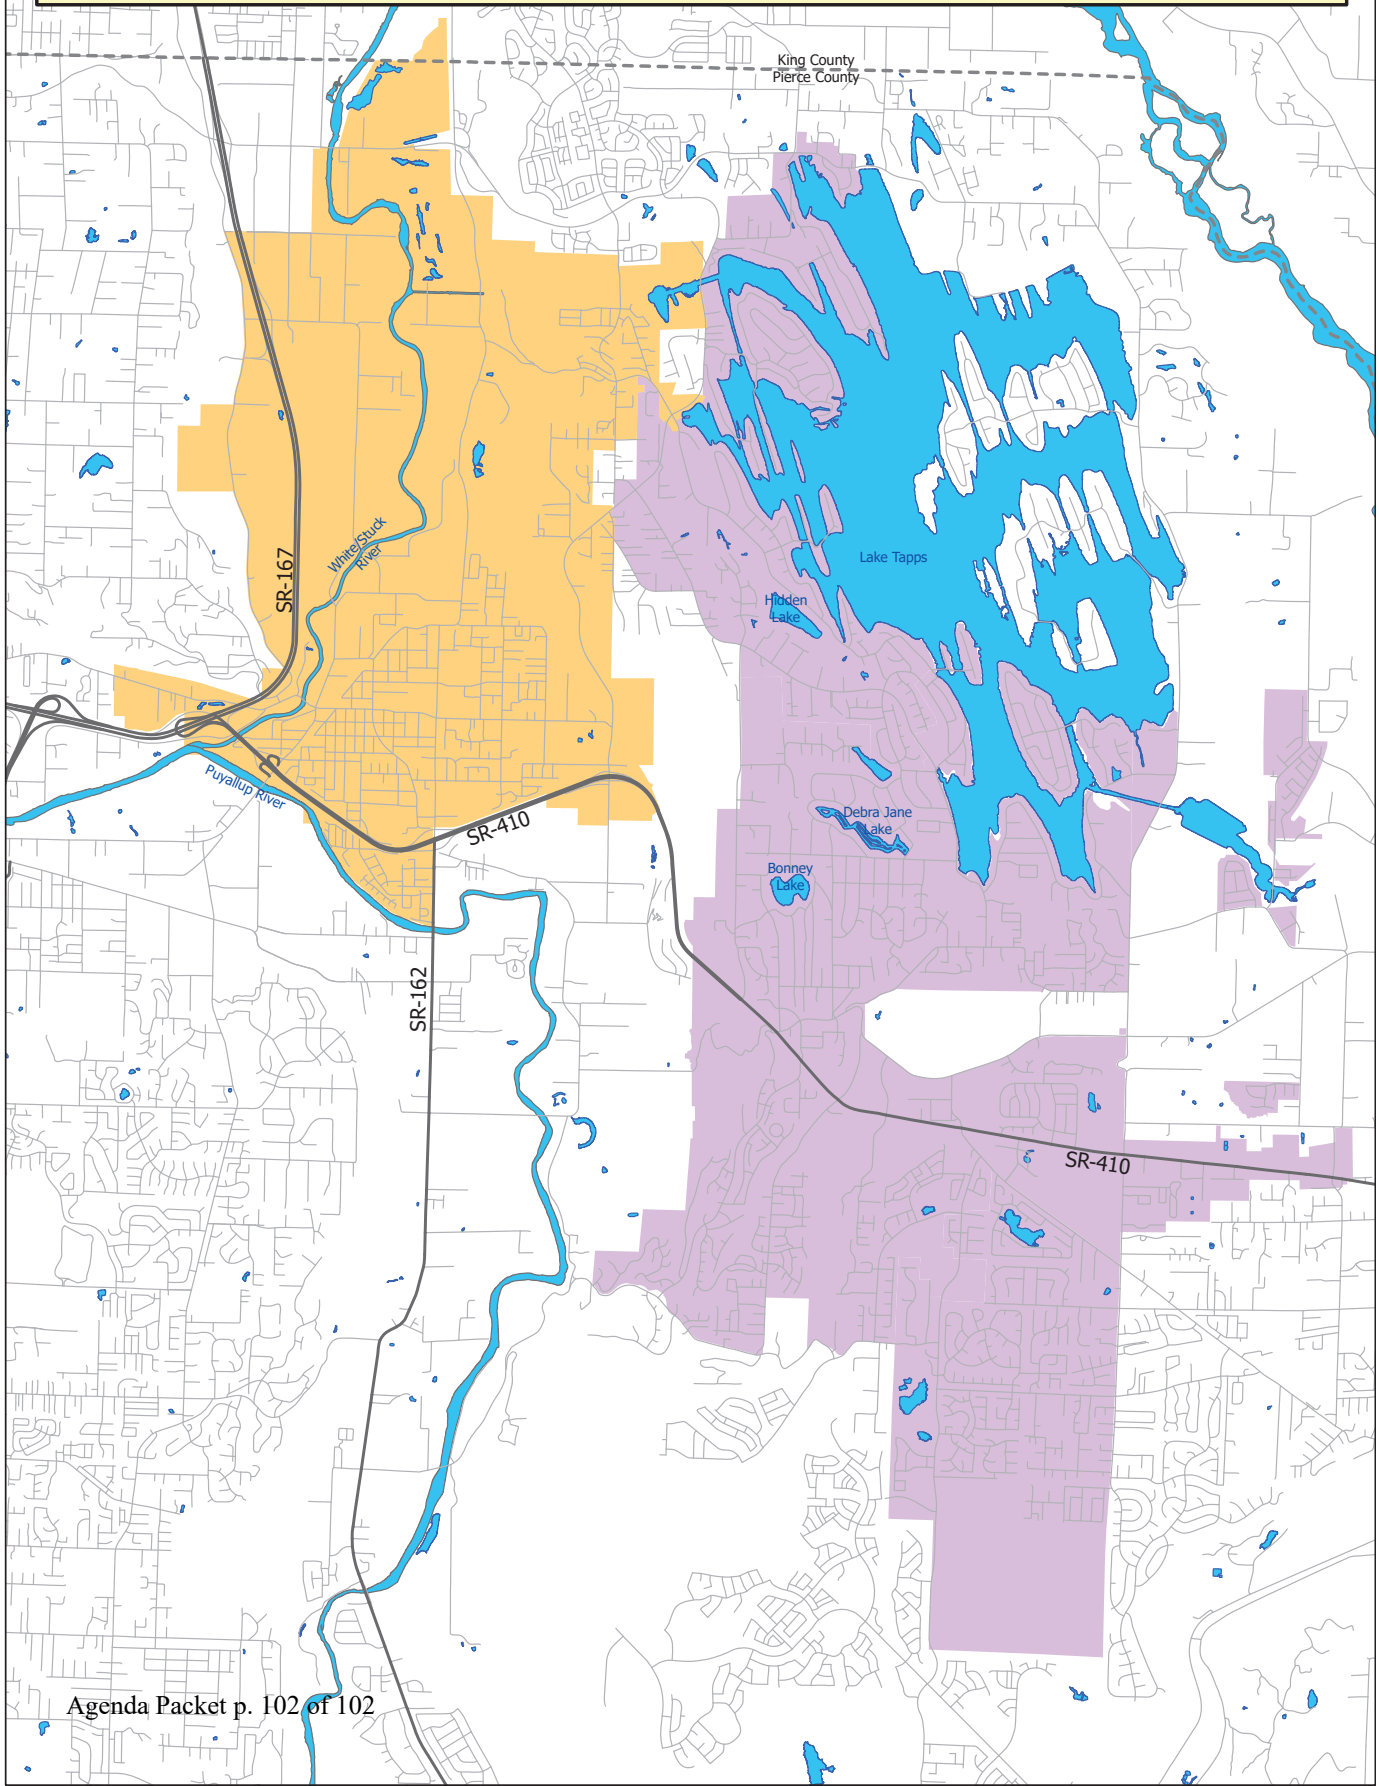 King County
Pierce County
SR-167
White/Stuck
River
Lake Tapps
Hidden
Lake
Puyallup River
SR-410
Debra Jane
Lake
Bonney
Lake
SR-162
SR-410
Agenda Packet p. 102 of 102